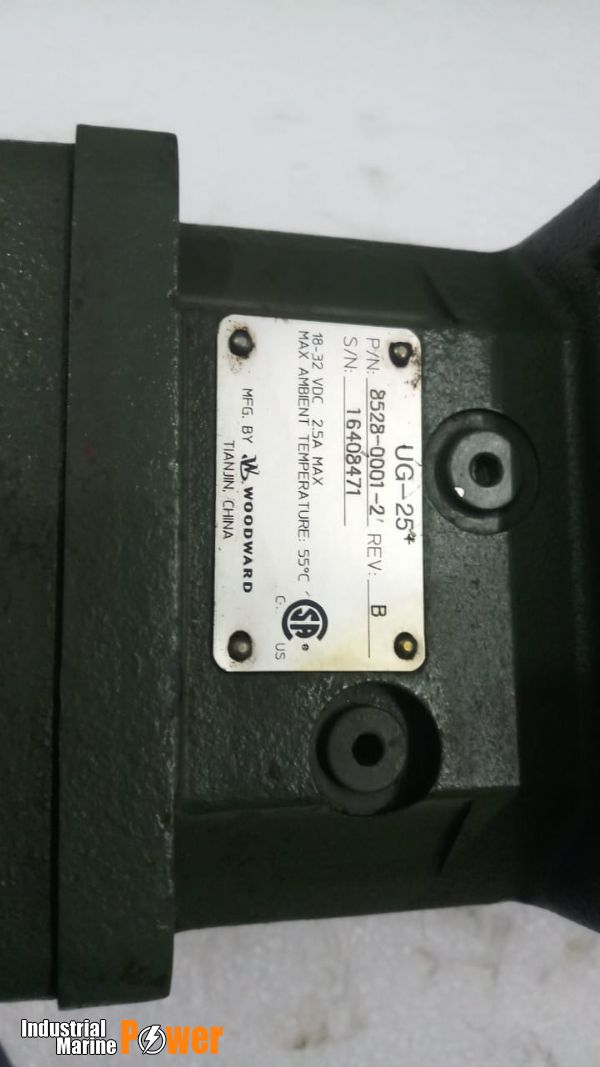 UG-25+
P/N: 8528-0001-2 REV: B
S/N: 16408471
18-32 VDC 2.5A MAX
MAX AMBIENT TEMPERATURE: 55°C
SA ®
C US
MFG. BY W WOODWARD
TIANJIN, CHINA
Industrial
Marine Power